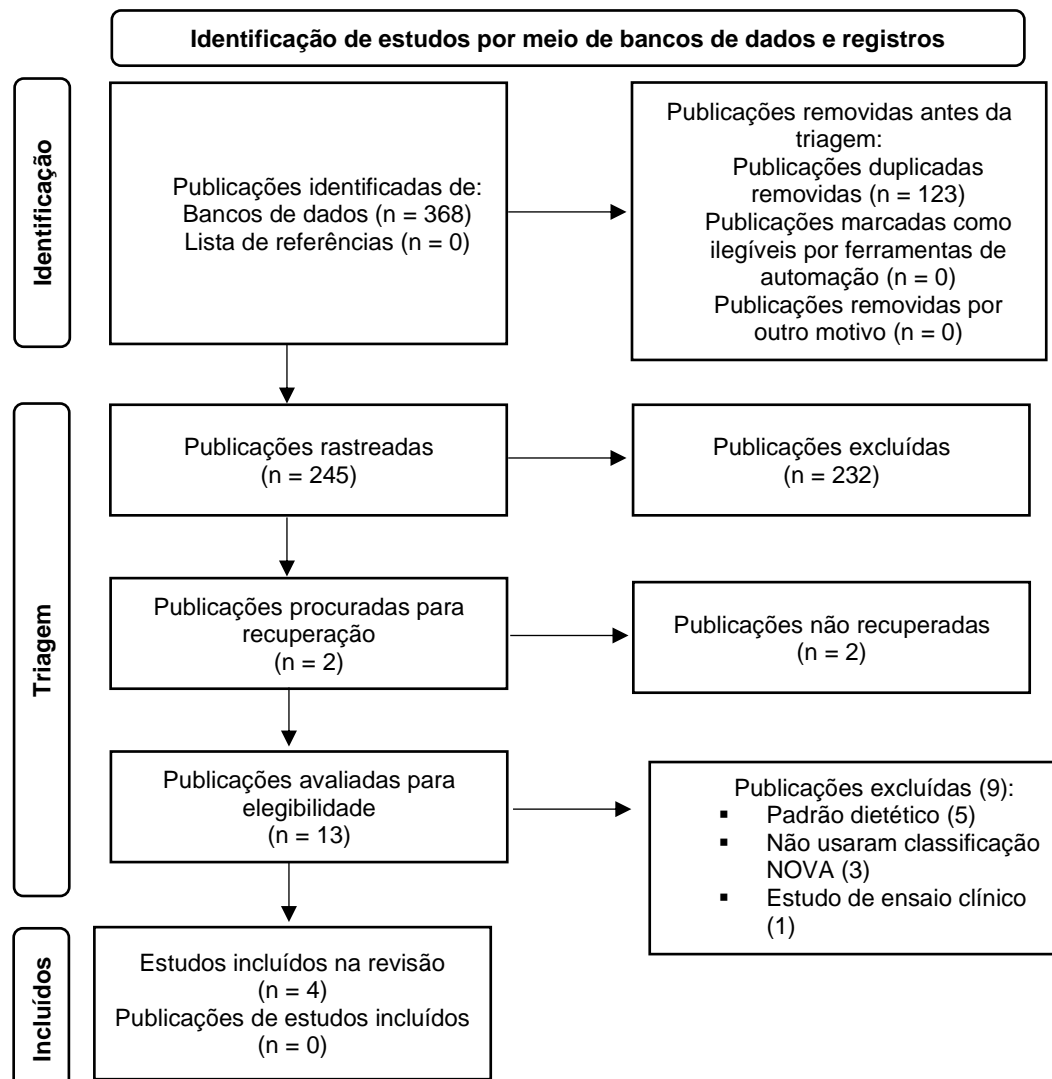 Identificação de estudos por meio de bancos de dados e registros
Identificação
Publicações identificadas de:
Bancos de dados (n = 368)
Lista de referências (n = 0)
Publicações removidas antes da
triagem:
Publicações duplicadas
removidas (n = 123)
Publicações marcadas como
ilegíveis por ferramentas de
automação (n = 0)
Publicações removidas por
outro motivo (n = 0)
Triagem
Publicações rastreadas
(n = 245)
Publicações excluídas
(n = 232)
Publicações procuradas para
recuperação
(n = 2)
Publicações não recuperadas
(n = 2)
Publicações avaliadas para
elegibilidade
(n = 13)
Publicações excluídas (9):
▪ Padrão dietético (5)
▪ Não usaram classificação
NOVA (3)
▪ Estudo de ensaio clínico
(1)
Incluídos
Estudos incluídos na revisão
(n = 4)
Publicações de estudos incluídos
(n = 0)